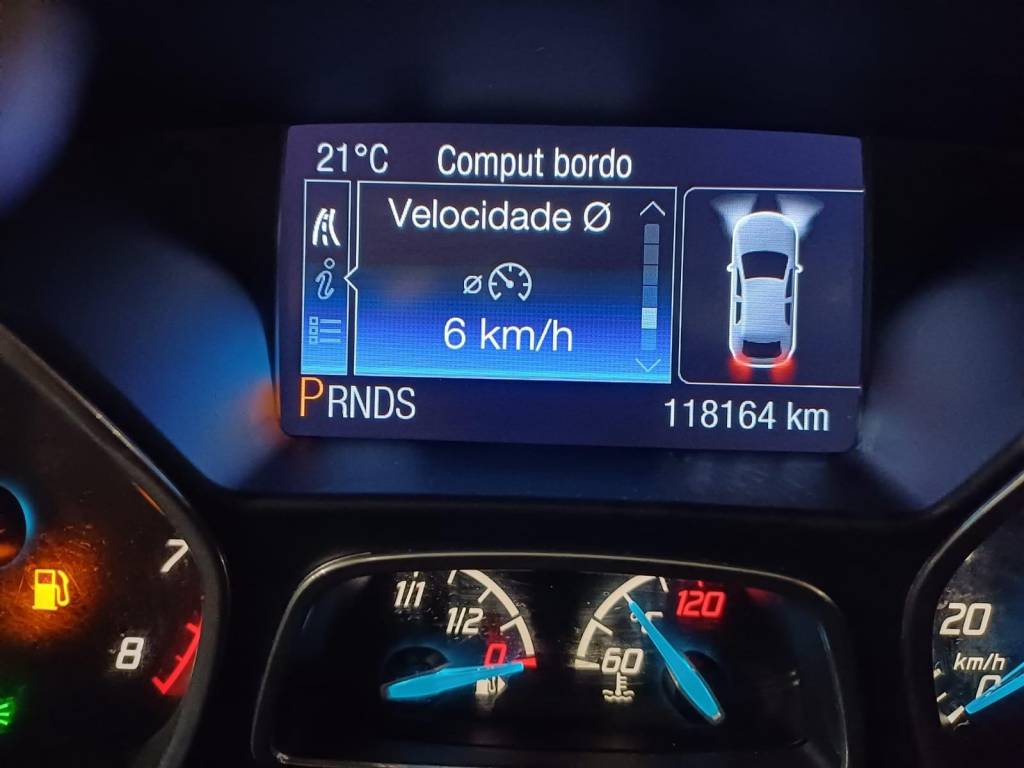 21°C Comput bordo
Velocidade Ø
Ø
6 km/h
PRNDS 118164 km
7
8
1/1
1/2
0
60
°C
120
20
km/h
0